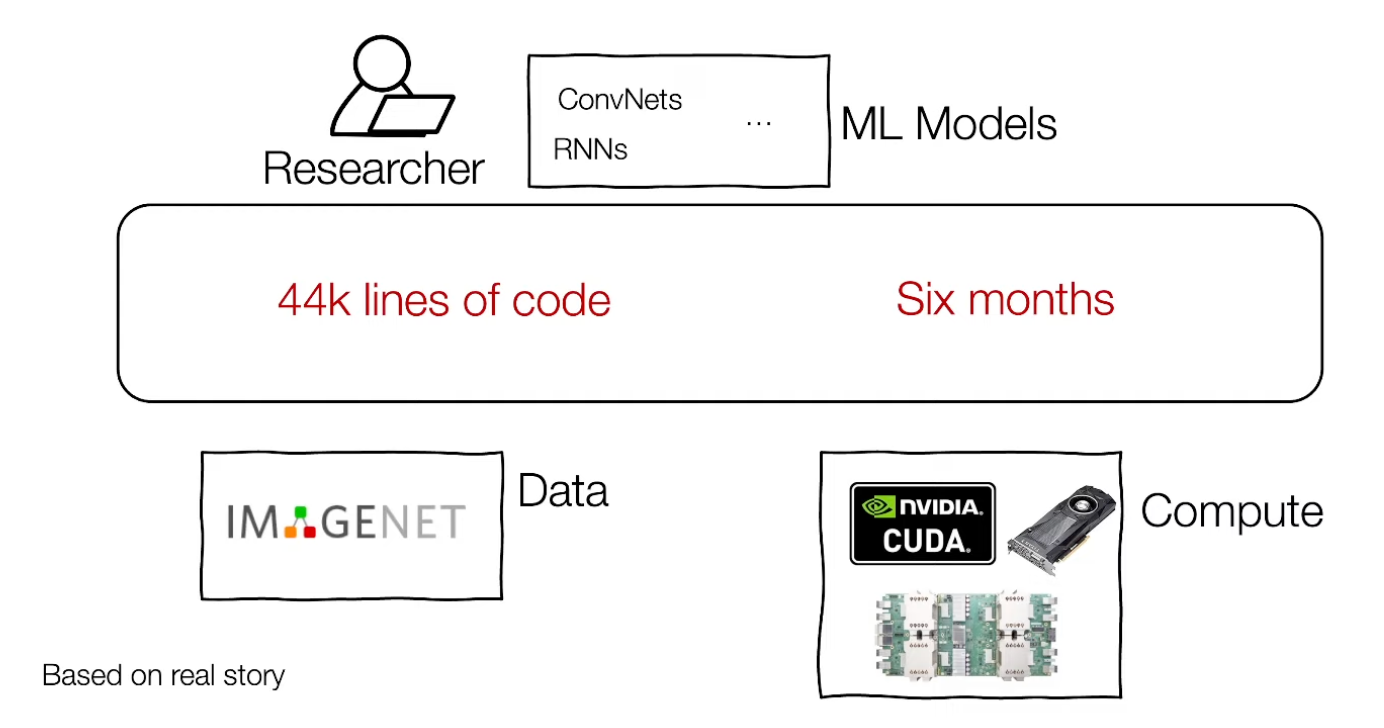 ConvNets
...
RNNs
ML Models
Researcher
44k lines of code
Six months
IMAGENET
Data
NVIDIA.
CUDA.
Compute
Based on real story